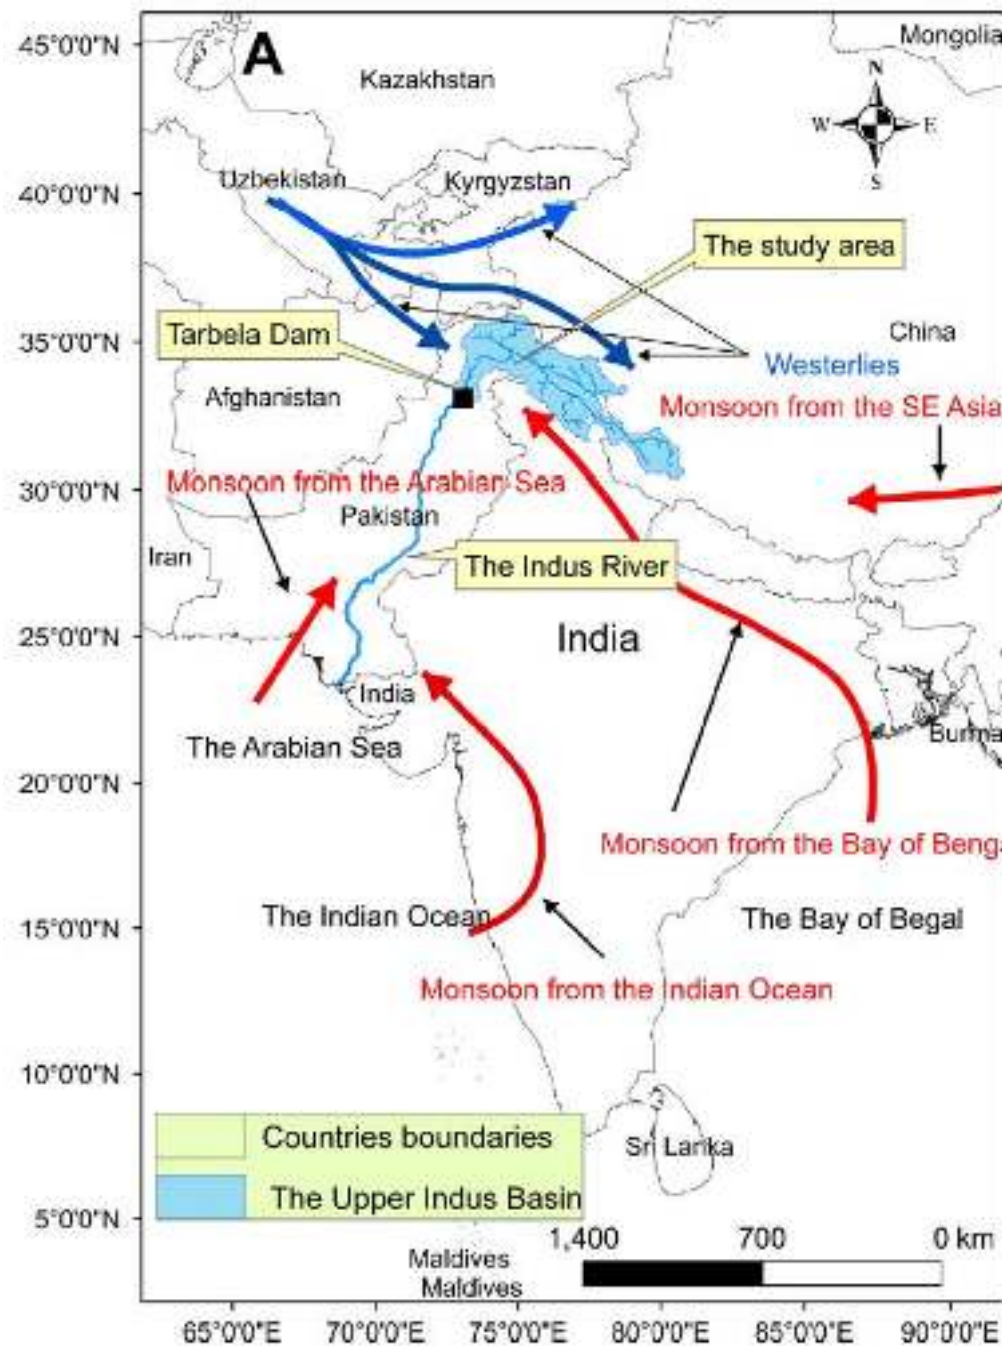 A
45°0'0"N
Mongolia
Kazakhstan
N
W
E
S
Uzbekistan
Kyrgyzstan
40°0'0"N
The study area
35°0'0"N
Tarbela Dam
China
Westerlies
Afghanistan
Monsoon from the SE Asia
Monsoon from the Arabian Sea
30°0'0"N
Pakistan
Iran
The Indus River
25°0'0"N
India
India
The Arabian Sea
Burma
20°0'0"N
Monsoon from the Bay of Benga
The Indian Ocean
The Bay of Begal
15°0'0"N
Monsoon from the Indian Ocean
10°0'0"N
Countries boundaries
Sri Lanka
The Upper Indus Basin
5°0'0"N
1,400 700 0 km
Maldives
Maldives
65°0'0"E 70°0'0"E 75°0'0"E 80°0'0"E 85°0'0"E 90°0'0"E